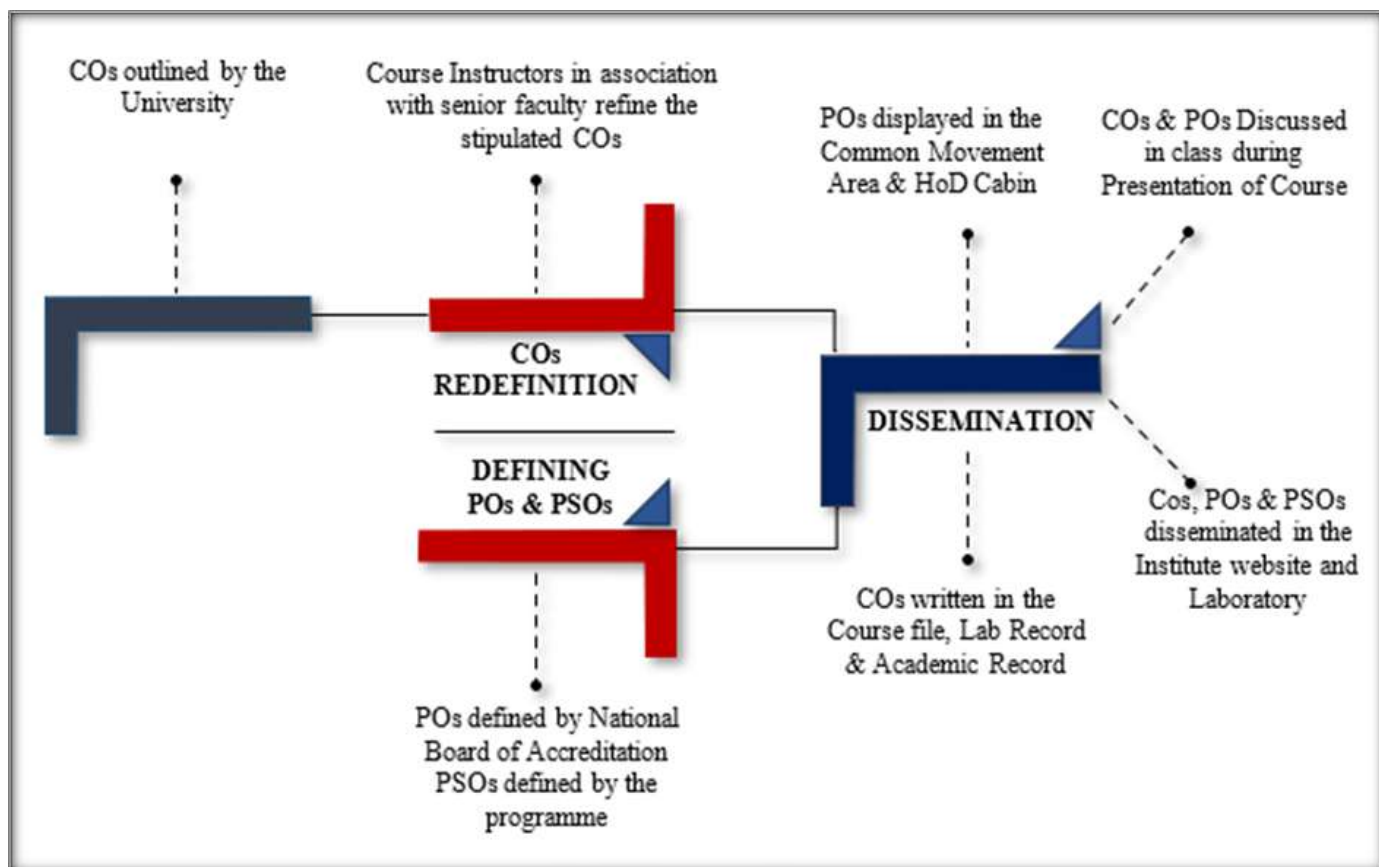 COs outlined by the
University
Course Instructors in association
with senior faculty refine the
stipulated COs
POs displayed in the
Common Movement
Area & HoD Cabin
COs & POs Discussed
in class during
Presentation of Course
COs
REDEFINITION
DEFINING
POs & PSOs
DISSEMINATION
POs defined by National
Board of Accreditation
PSOs defined by the
programme
COs written in the
Course file, Lab Record
& Academic Record
Cos, POs & PSOs
disseminated in the
Institute website and
Laboratory